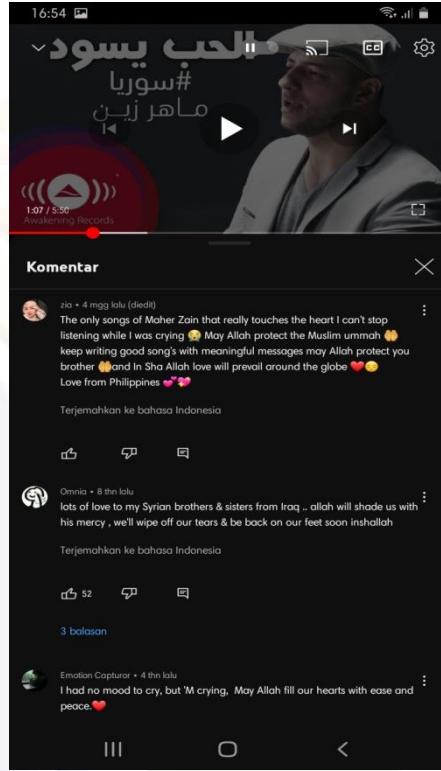 16:54
الحب يسود
#سوريا
ماهر زين
1:07 / 5:50
Awakening Records
Komentar
zia • 4 mgg lalu (diedit)
The only songs of Maher Zain that really touches the heart I can't stop
listening while I was crying 😭 May Allah protect the Muslim ummah 🤲
keep writing good song's with meaningful messages may Allah protect you
brother 🤲and In Sha Allah love will prevail around the globe ❤️😌
Love from Philippines 💕💖
Terjemahkan ke bahasa Indonesia
Omnia • 8 thn lalu
lots of love to my Syrian brothers & sisters from Iraq .. allah will shade us with
his mercy , we'll wipe off our tears & be back on our feet soon inshallah
Terjemahkan ke bahasa Indonesia
52
3 balasan
Emotion Capturor • 4 thn lalu
I had no mood to cry, but 'M crying, May Allah fill our hearts with ease and
peace.❤️